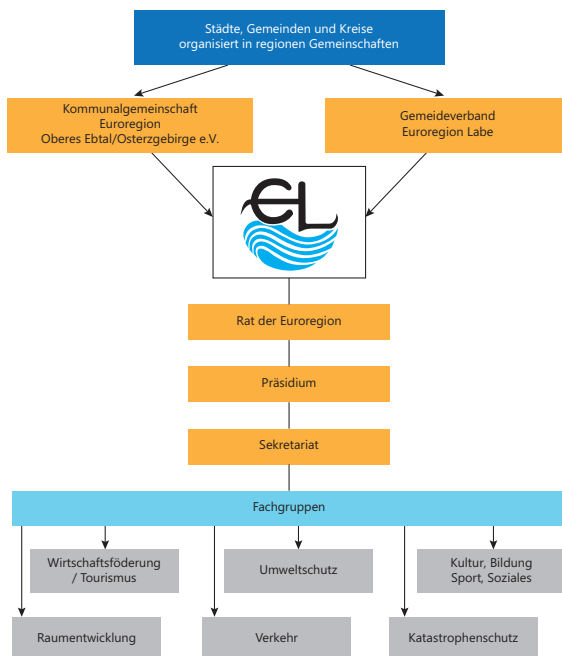 Städte, Gemeinden und Kreise
organisiert in regionen Gemeinschaften
Kommunalgemeinschaft
Euroregion
Oberes Ebtal/Osterzgebirge e.V.
Gemeideverband
Euroregion Labe
EL
Rat der Euroregion
Präsidium
Sekretariat
Fachgruppen
Wirtschaftsföderung
/ Tourismus
Umweltschutz
Kultur, Bildung
Sport, Soziales
Raumentwicklung
Verkehr
Katastrophenschutz